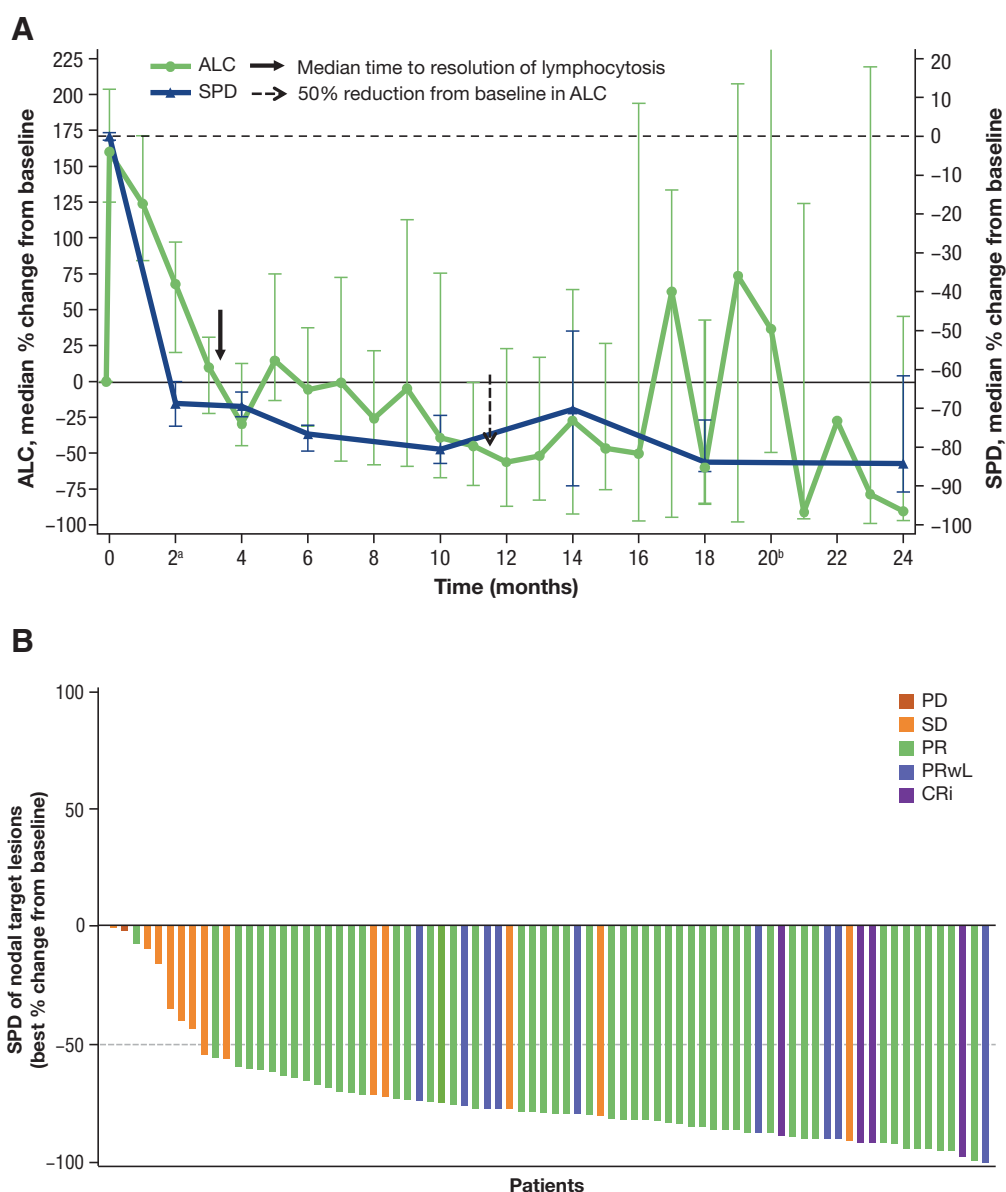 A
ALC
Median time to resolution of lymphocytosis
SPD
50% reduction from baseline in ALC
ALC, median % change from baseline
225
200
175
150
125
100
75
50
25
0
−25
−50
−75
−100
20
10
0
−10
−20
−30
−40
−50
−60
−70
−80
−90
−100
SPD, median % change from baseline
0 2ᵃ 4 6 8 10 12 14 16 18 20ᵇ 22 24
Time (months)
B
SPD of nodal target lesions
(best % change from baseline)
100
50
0
−50
−100
PD
SD
PR
PRwL
CRi
Patients